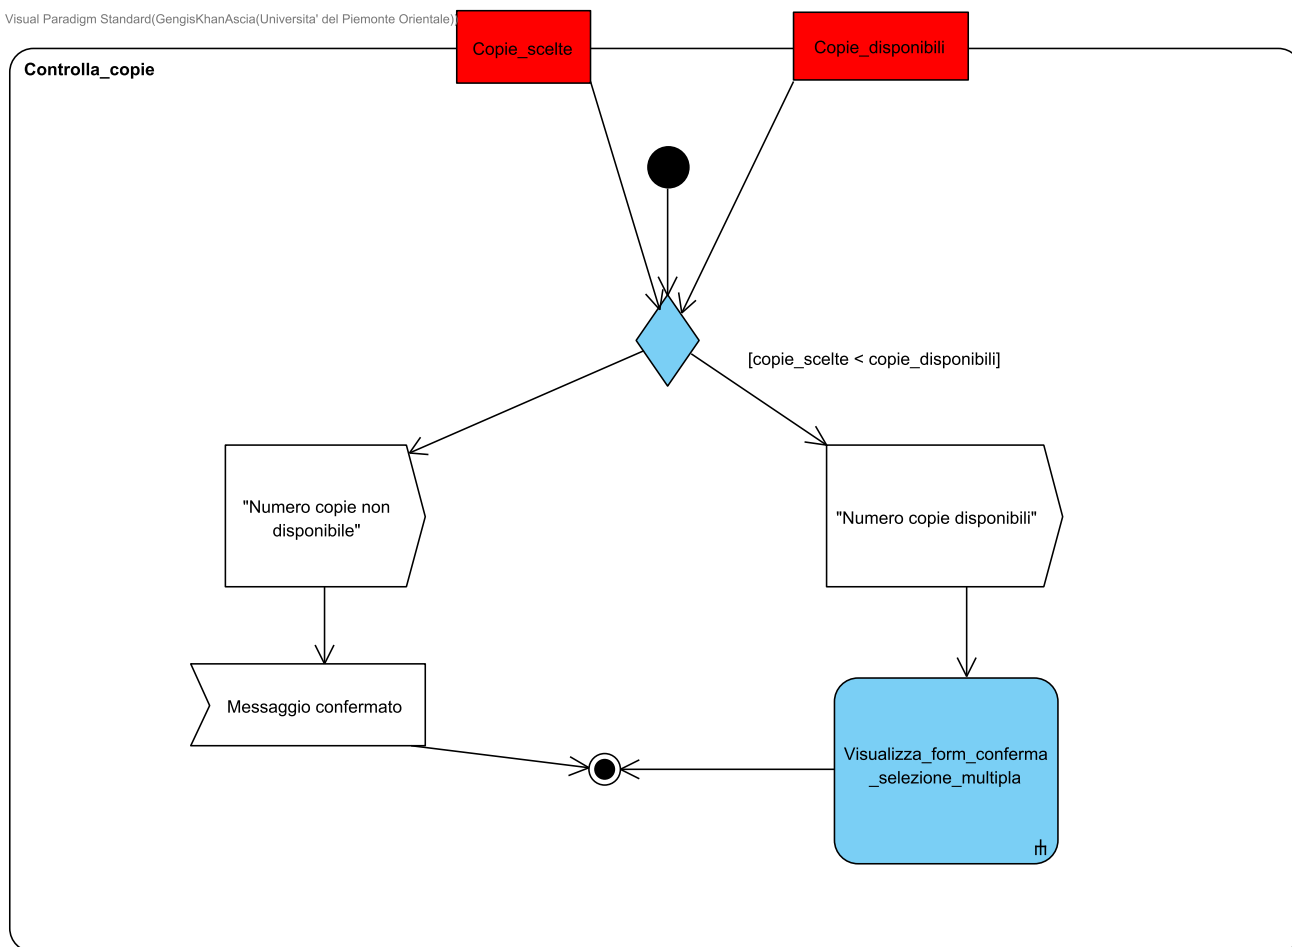 Visual Paradigm Standard(GengisKhanAscia(Universita' del Piemonte Orientale))
Copie_scelte
Copie_disponibili
Controlla_copie
[copie_scelte < copie_disponibili]
"Numero copie non
disponibile"
"Numero copie disponibili"
Messaggio confermato
Visualizza_form_conferma
_selezione_multipla